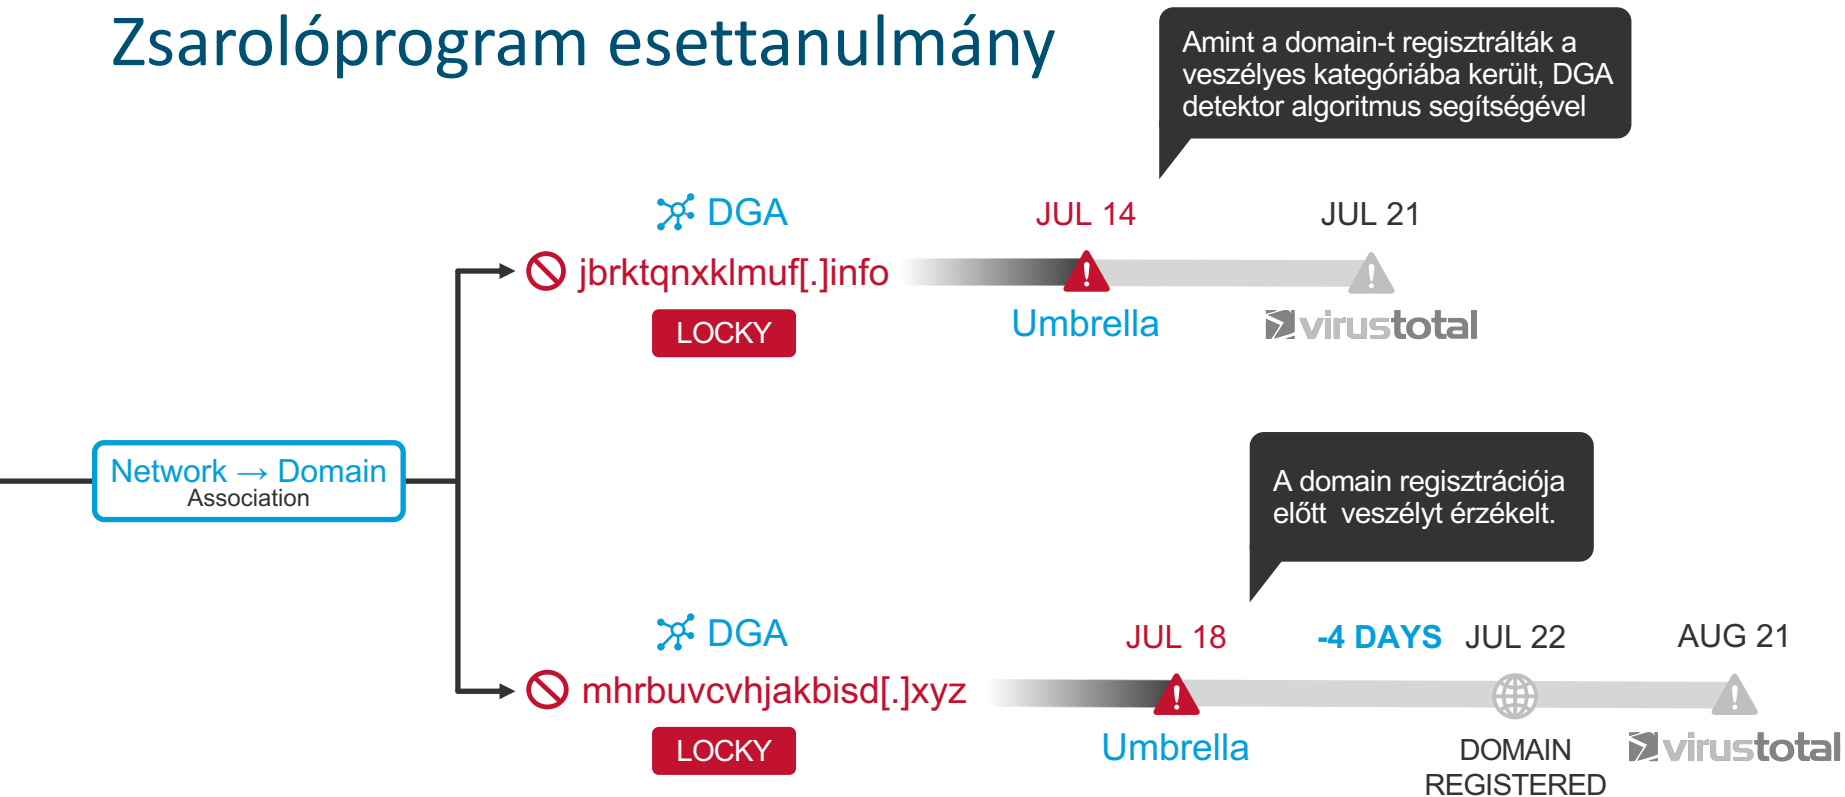 Zsarolóprogram esettanulmány
Amint a domain-t regisztrálták a
veszélyes kategóriába került, DGA
detektor algoritmus segítségével
DGA
JUL 14
JUL 21
jbrktqnxklmuf[.]info
LOCKY
Umbrella
virustotal
Network → Domain
Association
A domain regisztrációja
előtt veszélyt érzékelt.
DGA
JUL 18
-4 DAYS
JUL 22
AUG 21
mhrbuvcvhjakbisd[.]xyz
LOCKY
Umbrella
DOMAIN
REGISTERED
virustotal